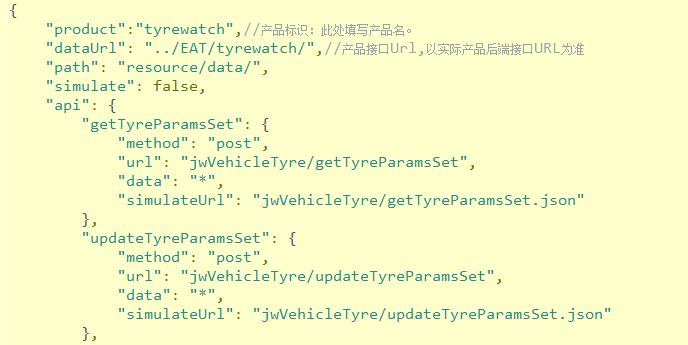 {
    "product":"tyrewatch",//产品标识：此处填写产品名。
    "dataUrl": "../EAT/tyrewatch/",//产品接口Url,以实际产品后端接口URL为准
    "path": "resource/data/",
    "simulate": false,
    "api": {
        "getTyreParamsSet": {
            "method": "post",
            "url": "jwVehicleTyre/getTyreParamsSet",
            "data": "*",
            "simulateUrl": "jwVehicleTyre/getTyreParamsSet.json"
        },
        "updateTyreParamsSet": {
            "method": "post",
            "url": "jwVehicleTyre/updateTyreParamsSet",
            "data": "*",
            "simulateUrl": "jwVehicleTyre/updateTyreParamsSet.json"
        },